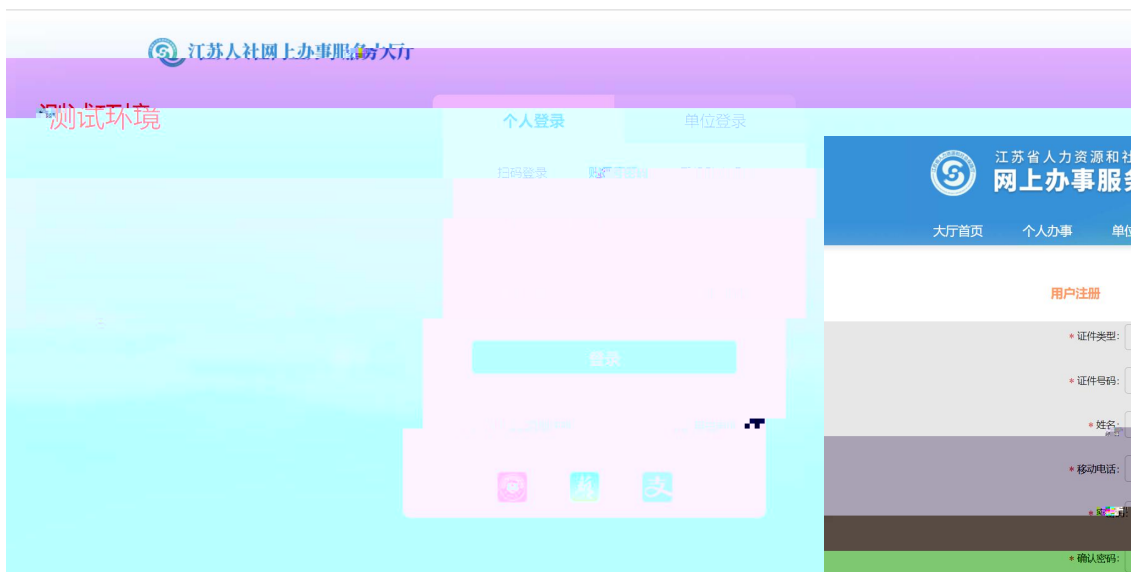 江苏人社网上办事服务大厅
测试环境
个人登录 单位登录
扫码登录
登录
江苏省人力资源和社
网上办事服务
大厅首页 个人办事 单位
用户注册
* 证件类型:
* 证件号码:
* 姓名:
* 移动电话:
* 确认密码: